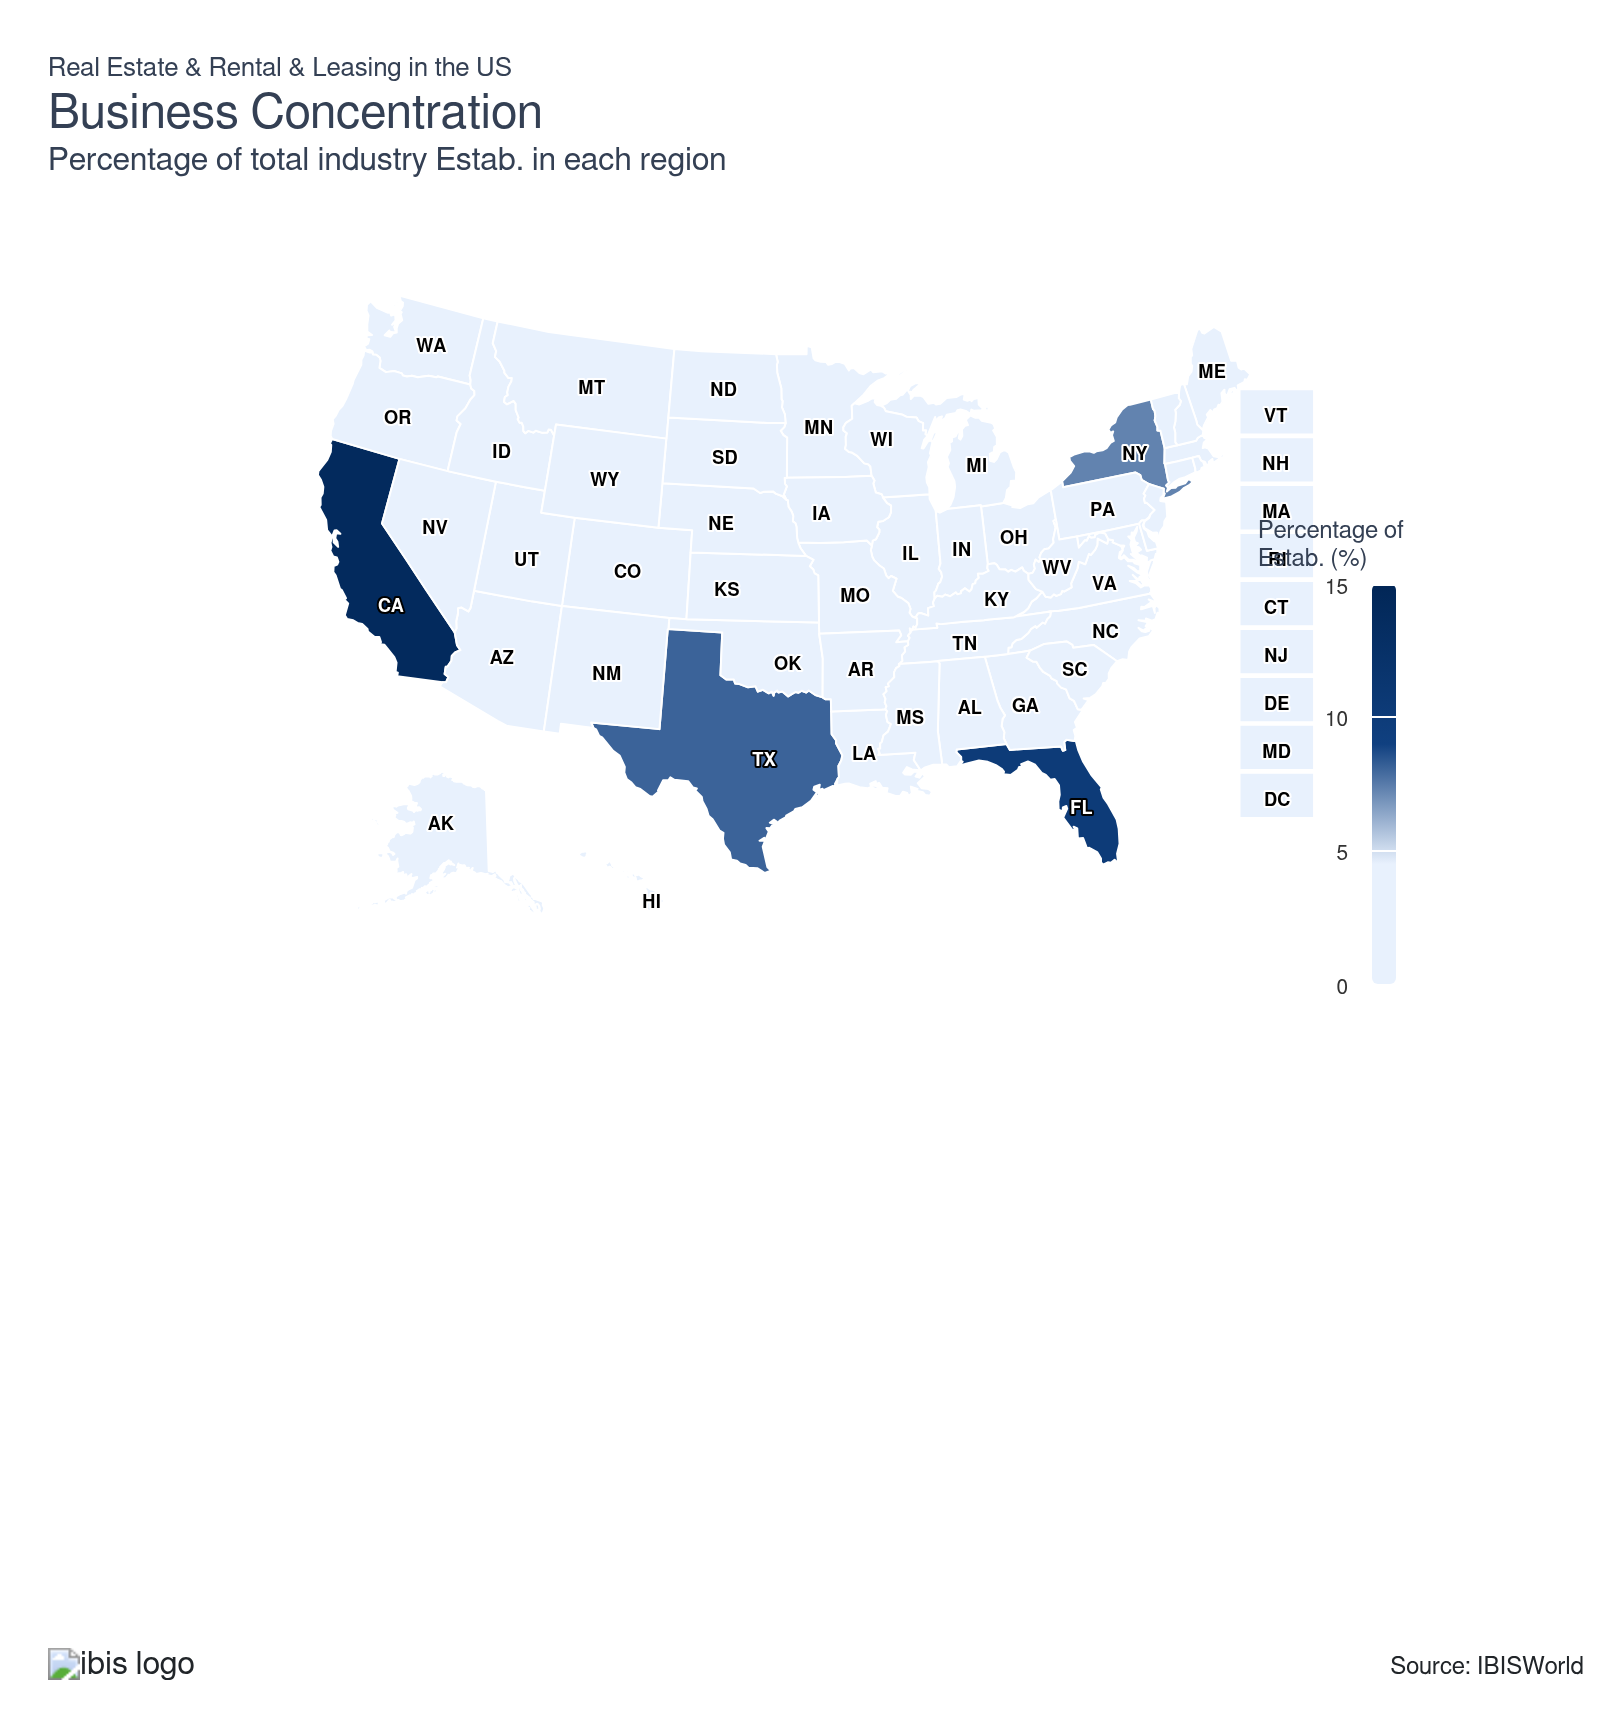 Real Estate & Rental & Leasing in the US
Business Concentration
Percentage of total industry Estab. in each region
WA
MT
ND
ME
OR
MN
VT
ID
SD
WI
NY
MI
NH
WY
NE
IA
PA
MA
NV
UT
CO
IL
IN
OH
Percentage of
Estab. (%)
RI
KS
MO
WV
VA
15
CA
KY
CT
AZ
NM
OK
AR
TN
NC
NJ
SC
TX
LA
MS
AL
GA
DE
10
MD
FL
DC
AK
5
HI
0
ibis logo
Source: IBISWorld